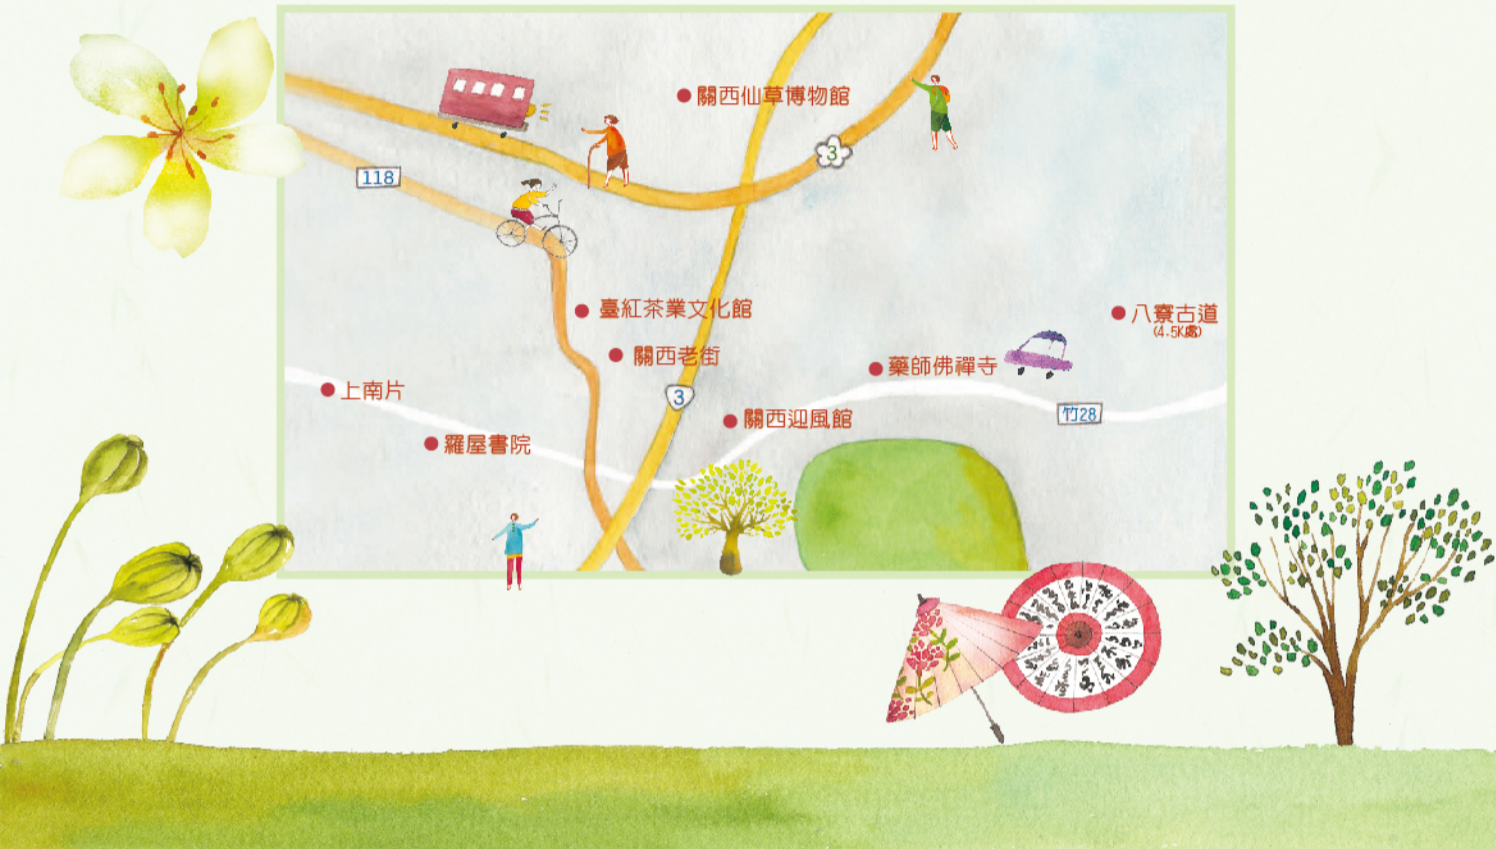 關西仙草博物館
3
118
臺紅茶業文化館
八寮古道
(4.5K處)
關西老街
藥師佛禪寺
上南片
3
竹28
關西迎風館
羅屋書院